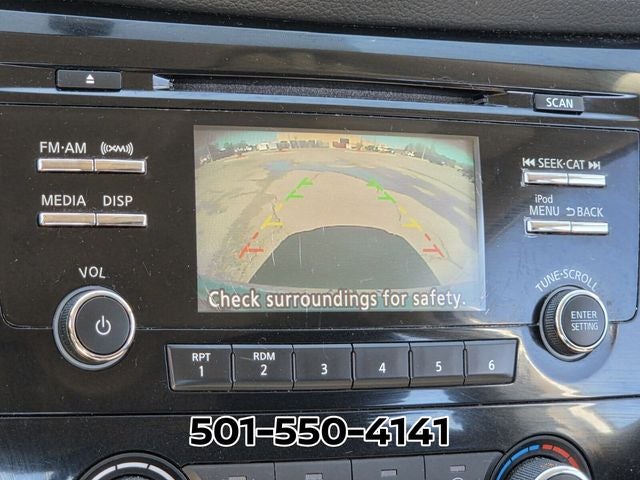 SCAN
FM·AM ((XM))
SEEK·CAT
MEDIA DISP
iPod
MENU BACK
VOL
TUNE·SCROLL
ENTER
SETTING
Check surroundings for safety.
RPT RDM
1 2 3 4 5 6
501-550-4141